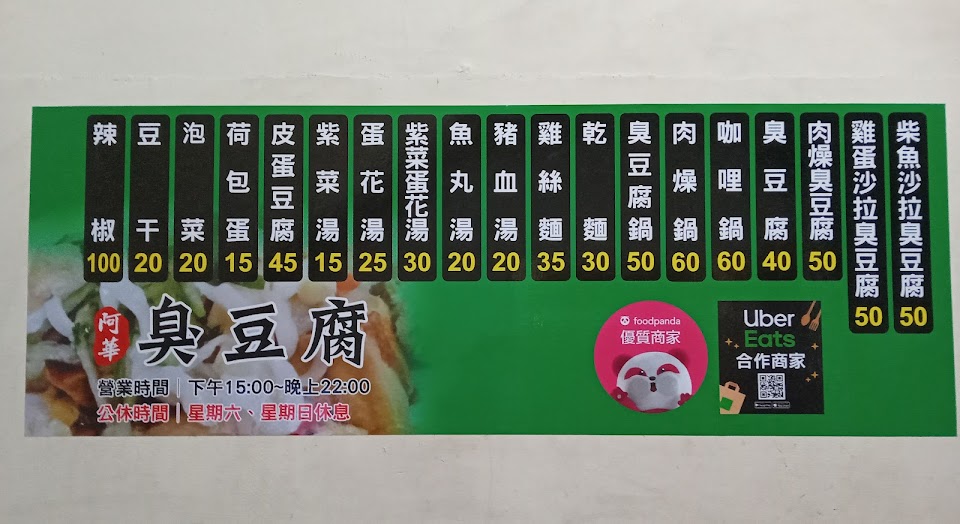 柴魚沙拉臭豆腐 50
雞蛋沙拉臭豆腐 50
肉燥臭豆腐 50
臭豆腐 40
咖哩鍋 60
肉燥鍋 60
臭豆腐鍋 50
乾麵 30
雞絲麵 35
豬血湯 20
魚丸湯 20
紫菜蛋花湯 30
蛋花湯 25
紫菜湯 15
皮蛋豆腐 45
荷包蛋 15
泡菜 20
豆干 20
辣椒 100
阿華
臭豆腐
營業時間｜下午15:00~晚上22:00
公休時間｜星期六、星期日休息
foodpanda
優質商家
Uber
Eats
合作商家